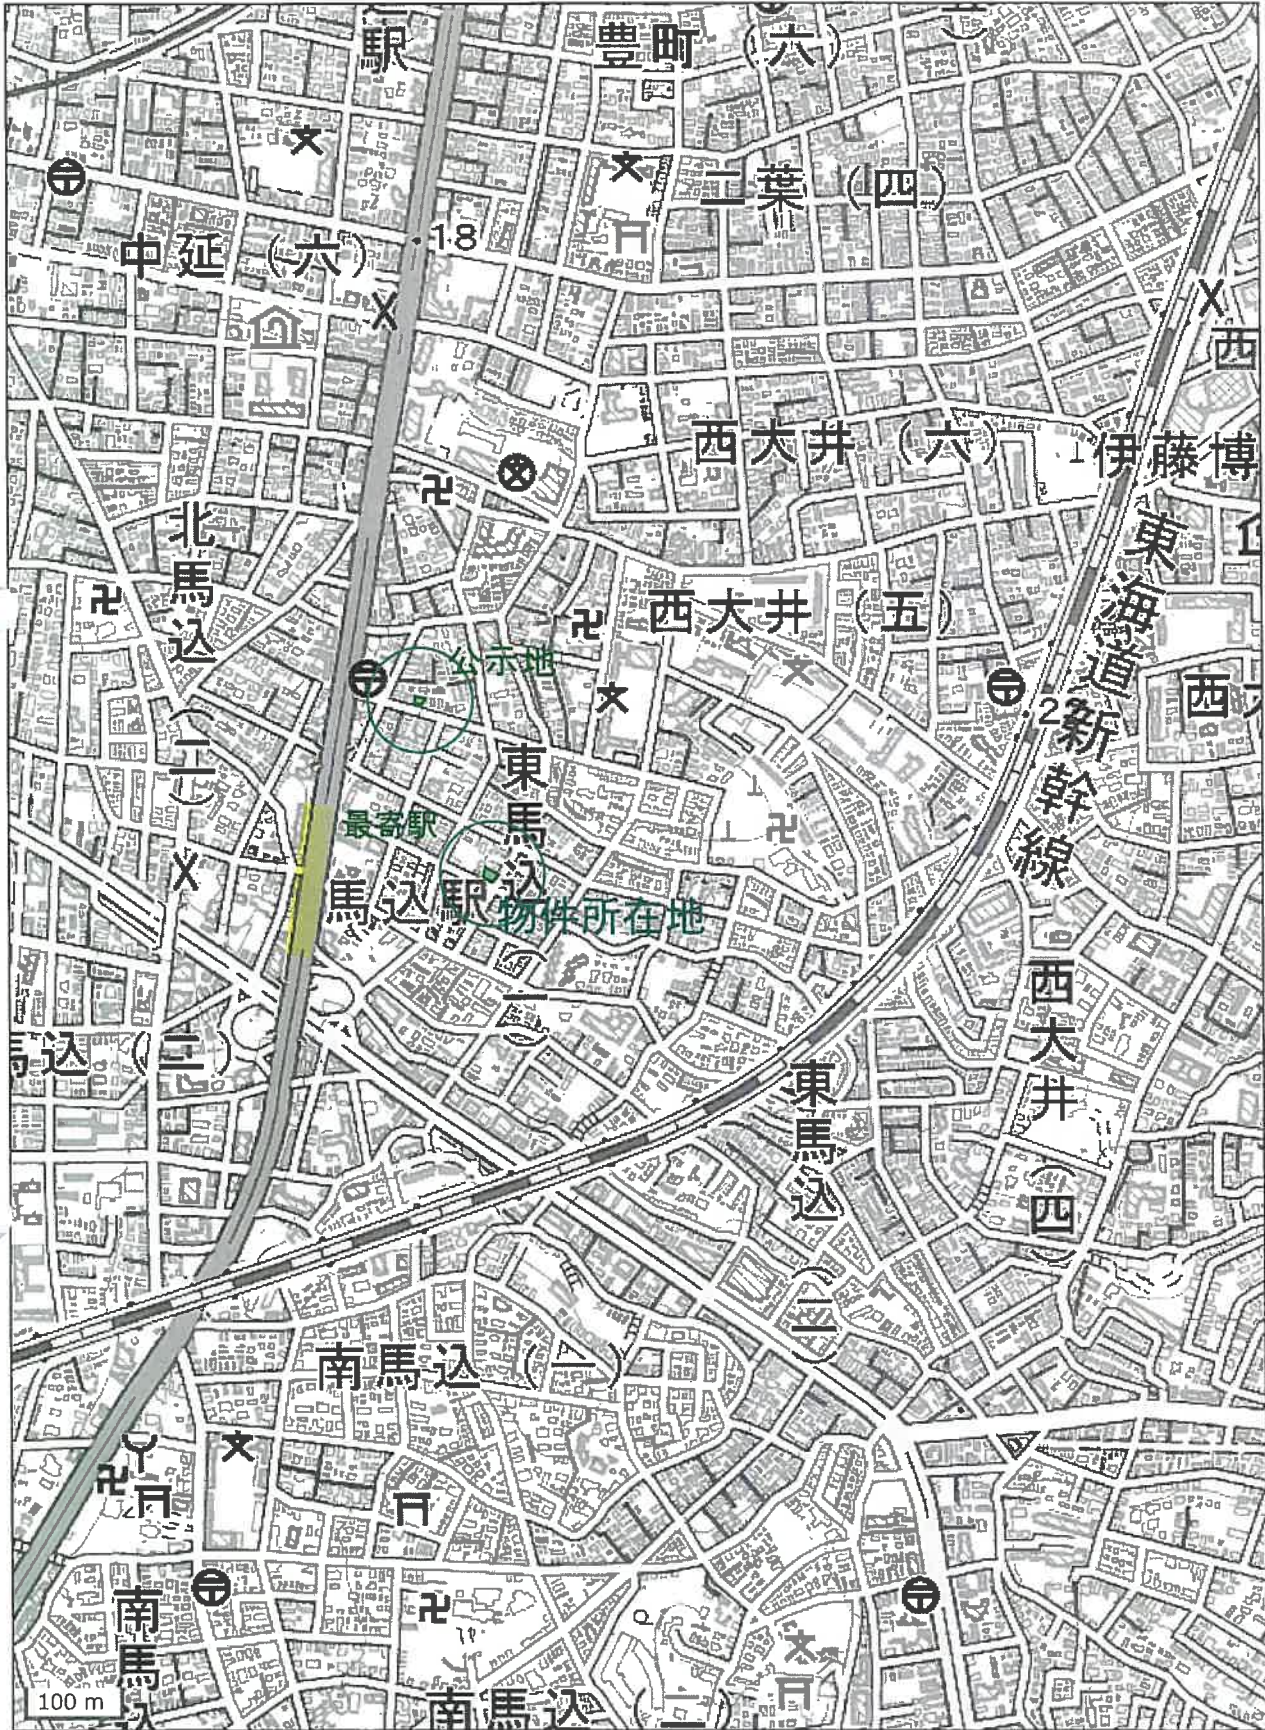 駅
豊町（六）
二葉（四）
18
中延（六）
西
西大井（六）
伊藤博
北馬込（二）
東海道新幹線
西大井（五）
公示地
西大
2
東馬込（一）
最寄駅
馬込駅
物件所在地
西大井（四）
馬込（二）
東馬込（二）
南馬込（一）
南馬込
南馬込（二）
100 m